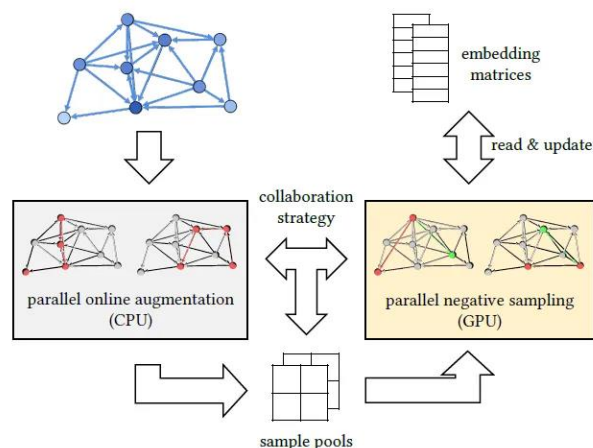 embedding
matrices
read & update
collaboration
strategy
parallel online augmentation
(CPU)
parallel negative sampling
(GPU)
sample pools